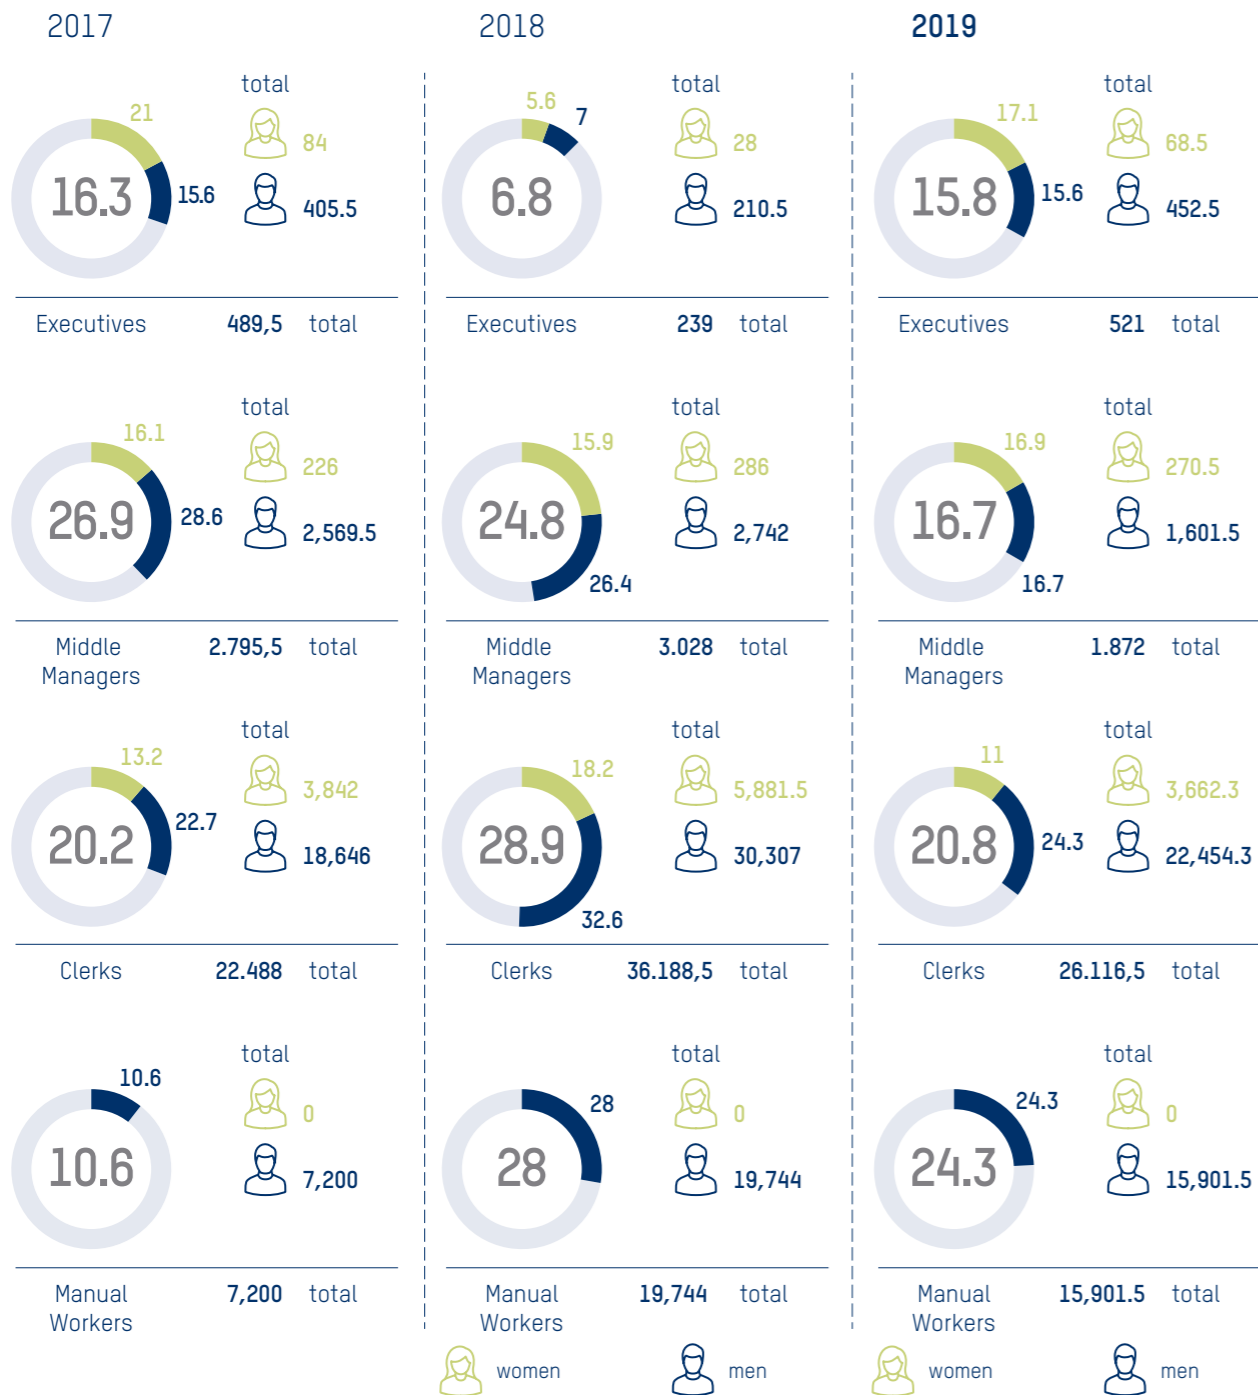 2017
total
21
84
16.3
15.6
405.5
Executives 489,5 total
total
16.1
226
26.9
28.6
2,569.5
Middle Managers 2.795,5 total
total
13.2
3,842
20.2
22.7
18,646
Clerks 22.488 total
total
10.6
0
10.6
7,200
Manual Workers 7,200 total
2018
total
5.6
7
28
6.8
210.5
Executives 239 total
total
15.9
286
24.8
2,742
26.4
Middle Managers 3.028 total
total
18.2
5,881.5
28.9
30,307
32.6
Clerks 36.188,5 total
total
28
0
28
19,744
Manual Workers 19,744 total
women men
2019
total
17.1
68.5
15.8
15.6
452.5
Executives 521 total
total
16.9
270.5
16.7
1,601.5
16.7
Middle Managers 1.872 total
total
11
3,662.3
20.8
24.3
22,454.3
Clerks 26.116,5 total
total
24.3
0
24.3
15,901.5
Manual Workers 15,901.5 total
women men